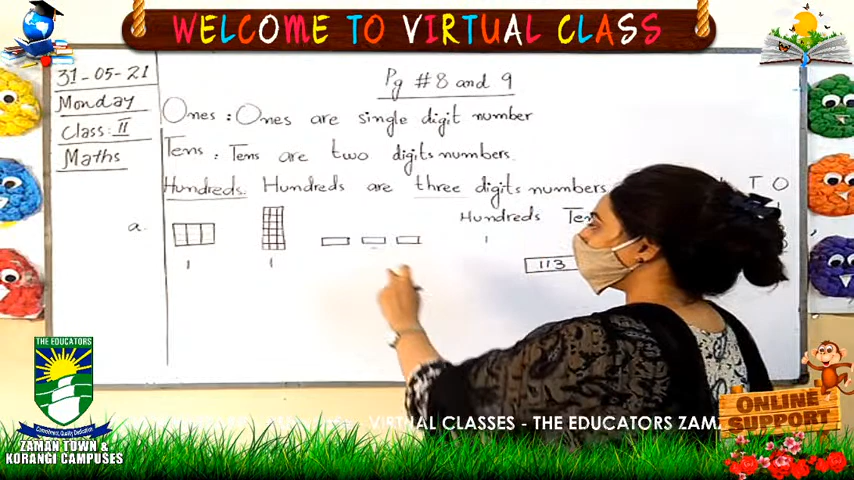 WELCOME TO VIRTUAL CLASS
31-05-21
Monday
Class: II
Maths
Pg # 8 and 9
Ones : Ones are single digit number
Tens : Tens are two digits numbers.
Hundreds. Hundreds are three digits numbers
T O
Hundreds Ten
a.
1
113
1 1
THE EDUCATORS
ZAMAN TOWN &
KORANGI CAMPUSES
VIRTUAL CLASSES - THE EDUCATORS ZAM
ONLINE
SUPPORT